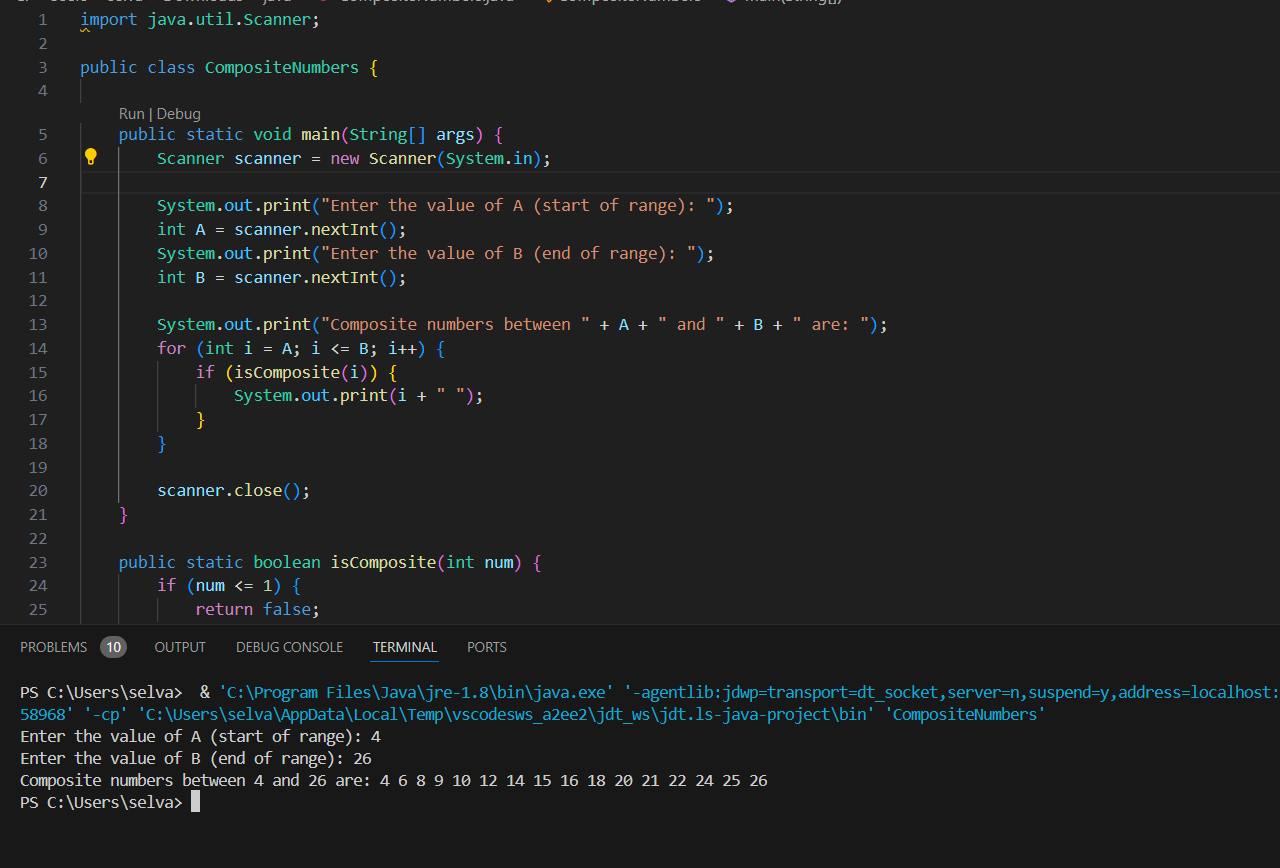 1 import java.util.Scanner;
2
3 public class CompositeNumbers {
4
Run | Debug
5 public static void main(String[] args) {
6 Scanner scanner = new Scanner(System.in);
7
8 System.out.print("Enter the value of A (start of range): ");
9 int A = scanner.nextInt();
10 System.out.print("Enter the value of B (end of range): ");
11 int B = scanner.nextInt();
12
13 System.out.print("Composite numbers between " + A + " and " + B + " are: ");
14 for (int i = A; i <= B; i++) {
15 if (isComposite(i)) {
16 System.out.print(i + " ");
17 }
18 }
19
20 scanner.close();
21 }
22
23 public static boolean isComposite(int num) {
24 if (num <= 1) {
25 return false;
PROBLEMS 10 OUTPUT DEBUG CONSOLE TERMINAL PORTS
PS C:\Users\selva>  & 'C:\Program Files\Java\jre-1.8\bin\java.exe' '-agentlib:jdwp=transport=dt_socket,server=n,suspend=y,address=localhost:
58968' '-cp' 'C:\Users\selva\AppData\Local\Temp\vscodesws_a2ee2\jdt_ws\jdt.ls-java-project\bin' 'CompositeNumbers'
Enter the value of A (start of range): 4
Enter the value of B (end of range): 26
Composite numbers between 4 and 26 are: 4 6 8 9 10 12 14 15 16 18 20 21 22 24 25 26
PS C:\Users\selva>